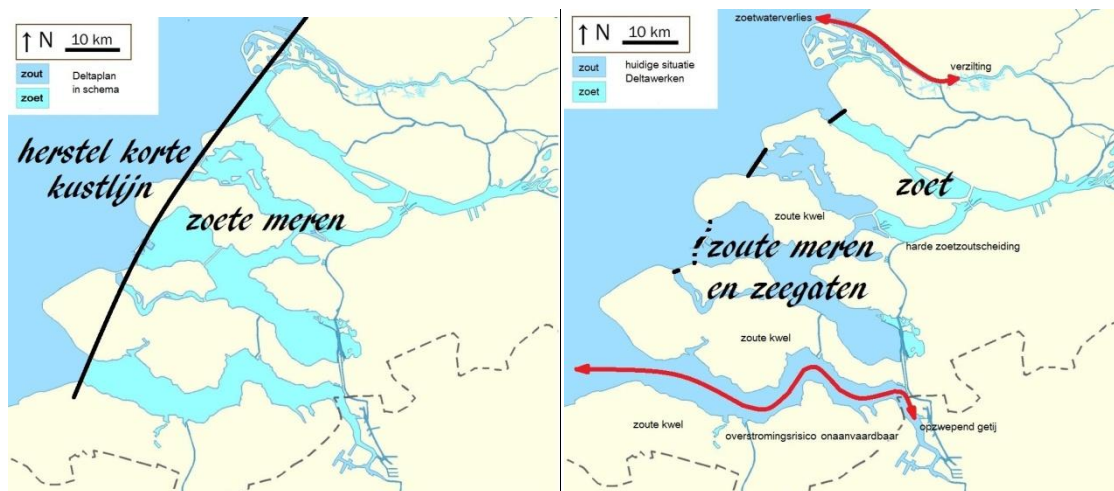 ↑ N 10 km
zout
zoet
Deltaplan
in schema
herstel korte
kustlijn
zoete meren
↑ N 10 km
zout
zoet
huidige situatie
Deltawerken
zoetwaterverlies
verzilting
zoet
zoute kwel
harde zoetzoutscheiding
zoute meren
en zeegaten
zoute kwel
zoute kwel
overstromingsrisico onaanvaardbaar
opzwepend getij